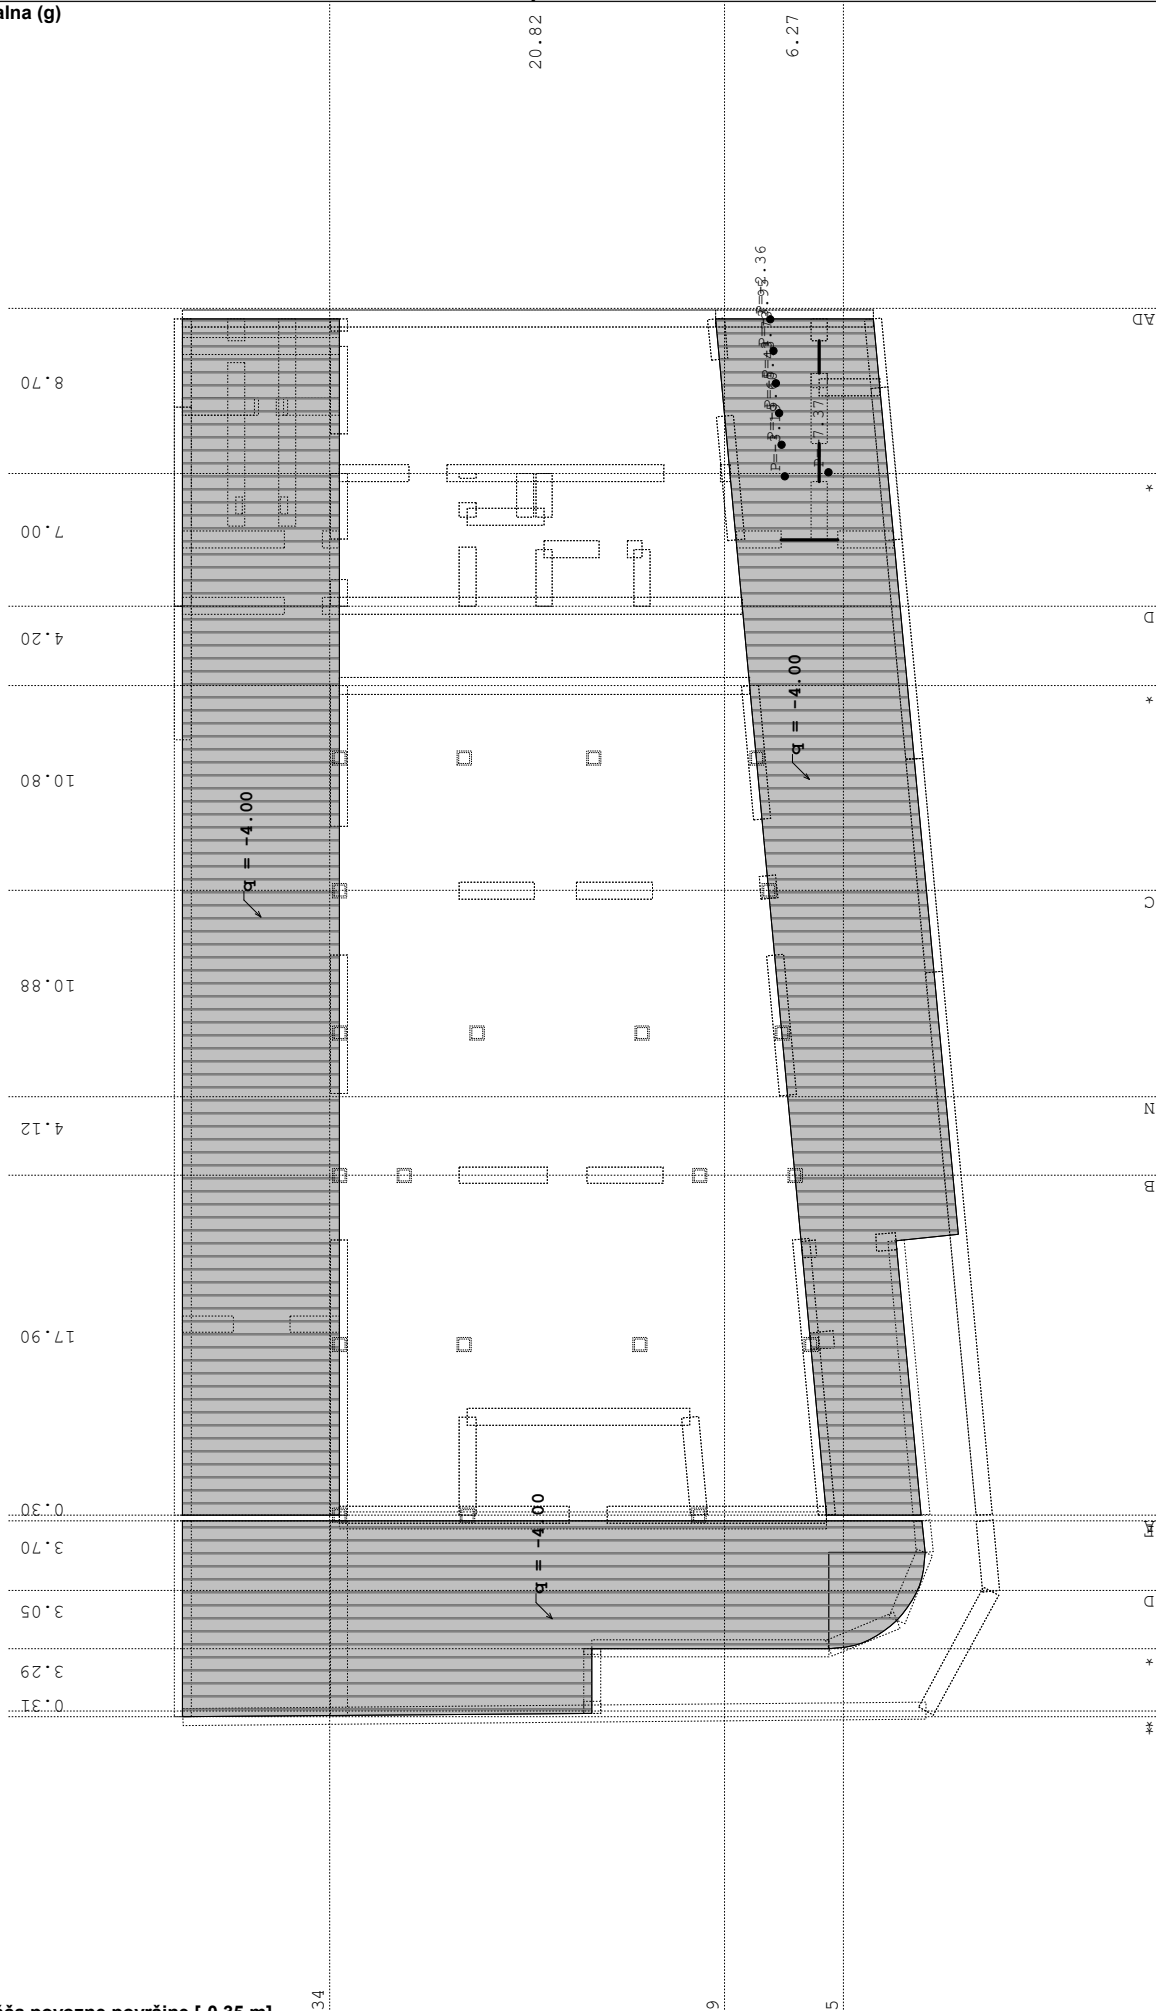 alna (g)
20.82
6.27
AD
8.70
7.37
*
7.00
D
4.20
q = -4.00
*
10.80
q = -4.00
C
10.88
N
4.12
B
17.90
0.30
q = -4.00
3.70
D
3.05
*
3.29
0.31
34
9
5
površine [-0.35 m]